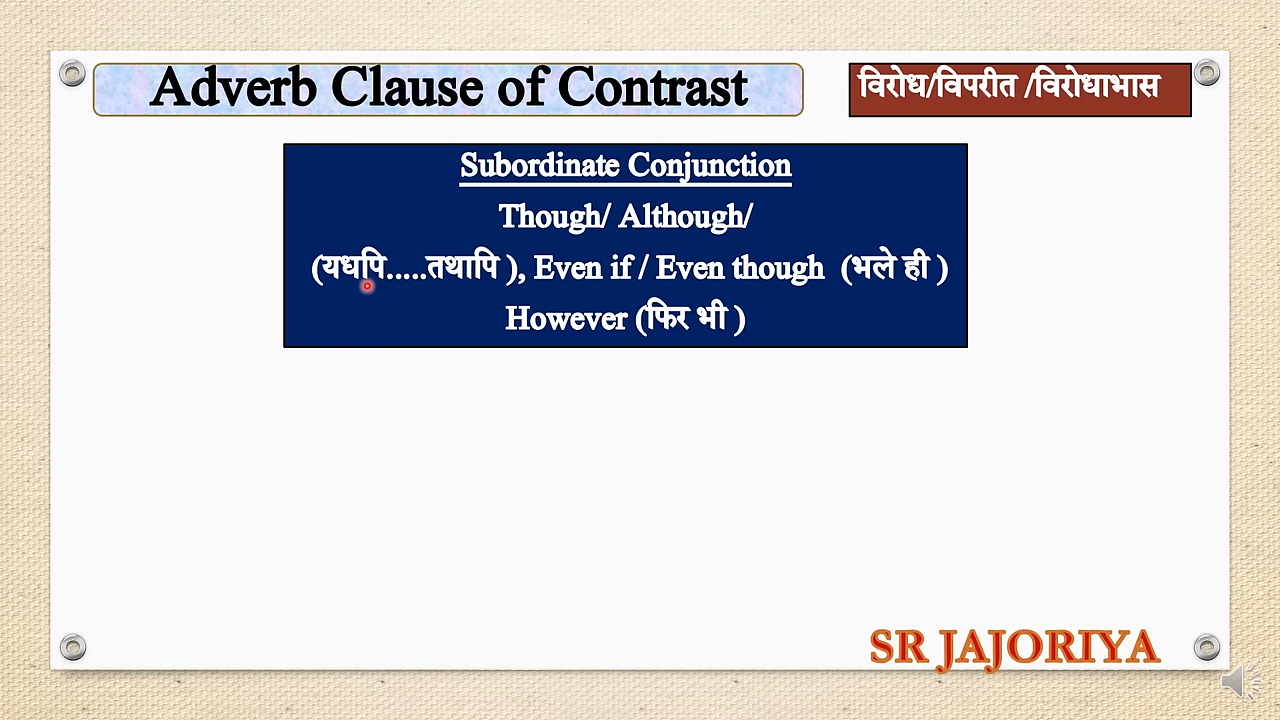 Adverb Clause of Contrast
विरोध/विपरीत /विरोधाभास
Subordinate Conjunction
Though/ Although/
(यधपि.....तथापि ), Even if / Even though (भले ही )
However (फिर भी )
SR JAJORIYA